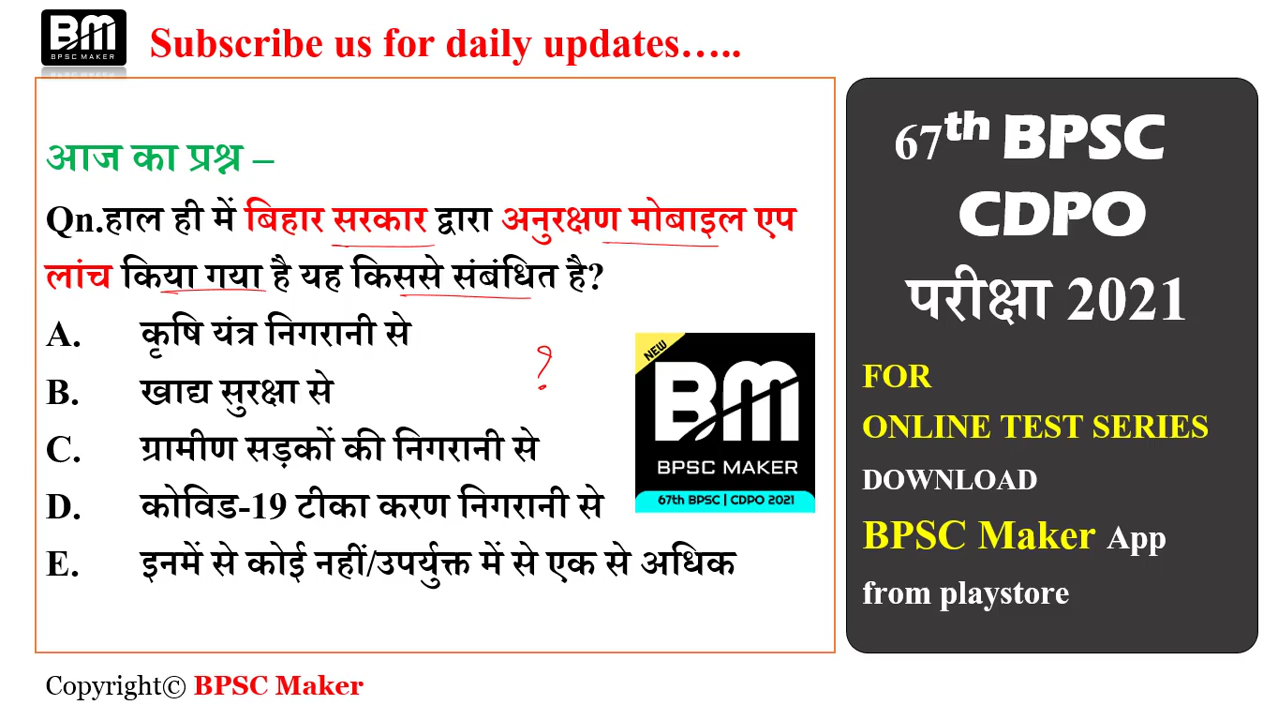 BM
BPSC MAKER
Subscribe us for daily updates…..
आज का प्रश्न –
Qn.हाल ही में बिहार सरकार द्वारा अनुरक्षण मोबाइल एप
लांच किया गया है यह किससे संबंधित है?
A. कृषि यंत्र निगरानी से
B. खाद्य सुरक्षा से
C. ग्रामीण सड़कों की निगरानी से
D. कोविड-19 टीका करण निगरानी से
E. इनमें से कोई नहीं/उपर्युक्त में से एक से अधिक
?
NEW
BM
BPSC MAKER
67th BPSC | CDPO 2021
67th BPSC
CDPO
परीक्षा 2021
FOR
ONLINE TEST SERIES
DOWNLOAD
BPSC Maker App
from playstore
Copyright© BPSC Maker